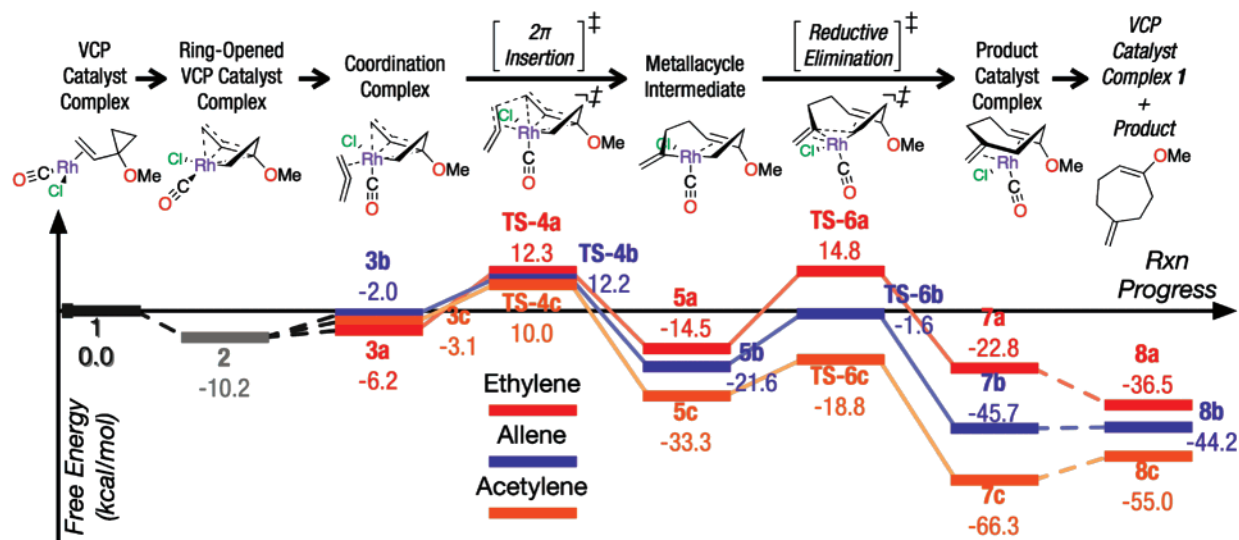 VCP
Catalyst
Complex
Ring-Opened
VCP Catalyst
Complex
Coordination
Complex
2π
Insertion
‡
Metallacycle
Intermediate
Reductive
Elimination
‡
Product
Catalyst
Complex
VCP
Catalyst
Complex 1
+
Product
O≡C
Rh
Cl
OMe
Cl
Rh
C
O
OMe
Cl
Rh
OMe
C
O
¬‡
Cl
Rh
OMe
C
O
Cl
Rh
OMe
C
O
¬‡
Cl
Rh
OMe
C
O
Rh
Cl
OMe
C
O
OMe
TS-4a
12.3
TS-4b
12.2
TS-6a
14.8
Rxn
Progress
3b
-2.0
TS-4c
10.0
3c
-3.1
5a
-14.5
TS-6b
-1.6
7a
-22.8
1
0.0
2
-10.2
3a
-6.2
5b
-21.6
TS-6c
-18.8
7b
-45.7
8a
-36.5
8b
-44.2
5c
-33.3
8c
-55.0
7c
-66.3
Ethylene
Allene
Acetylene
Free Energy
(kcal/mol)